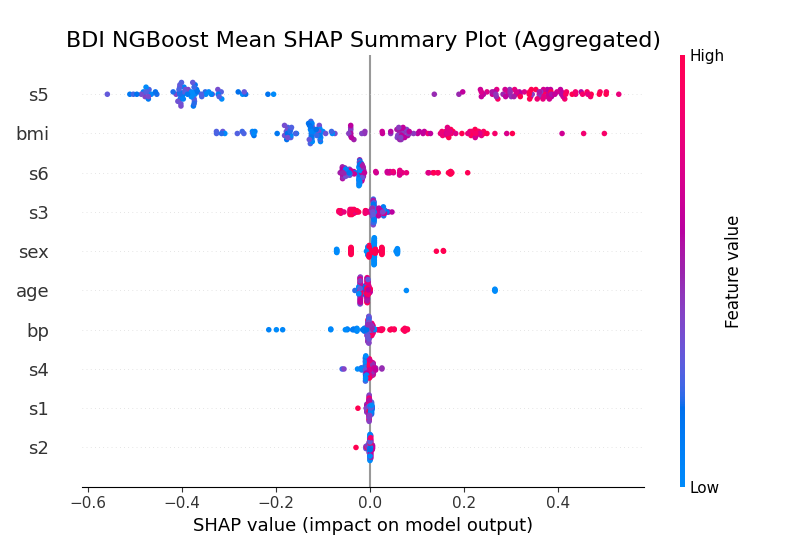 BDI NGBoost Mean SHAP Summary Plot (Aggregated)
High
s5
bmi
s6
s3
sex
age
bp
s4
s1
s2
Feature value
Low
−0.6
−0.4
−0.2
0.0
0.2
0.4
SHAP value (impact on model output)